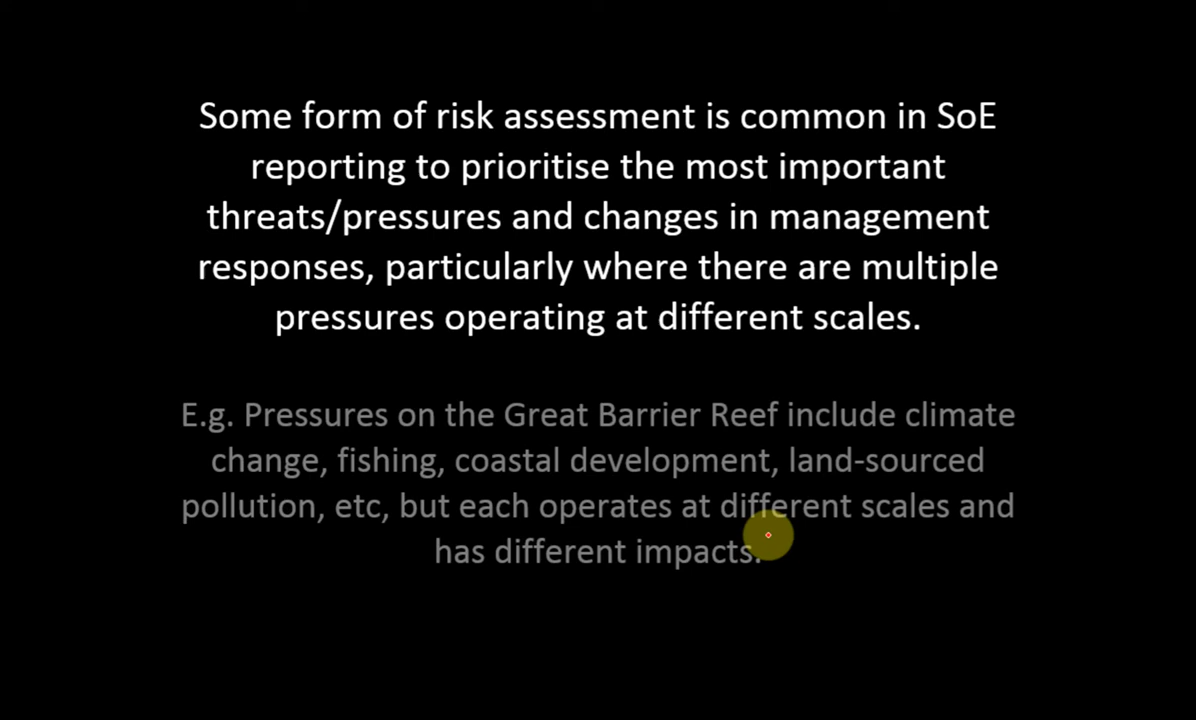 Some form of risk assessment is common in SoE
reporting to prioritise the most important
threats/pressures and changes in management
responses, particularly where there are multiple
pressures operating at different scales.
E.g. Pressures on the Great Barrier Reef include climate
change, fishing, coastal development, land-sourced
pollution, etc, but each operates at different scales and
has different impacts.